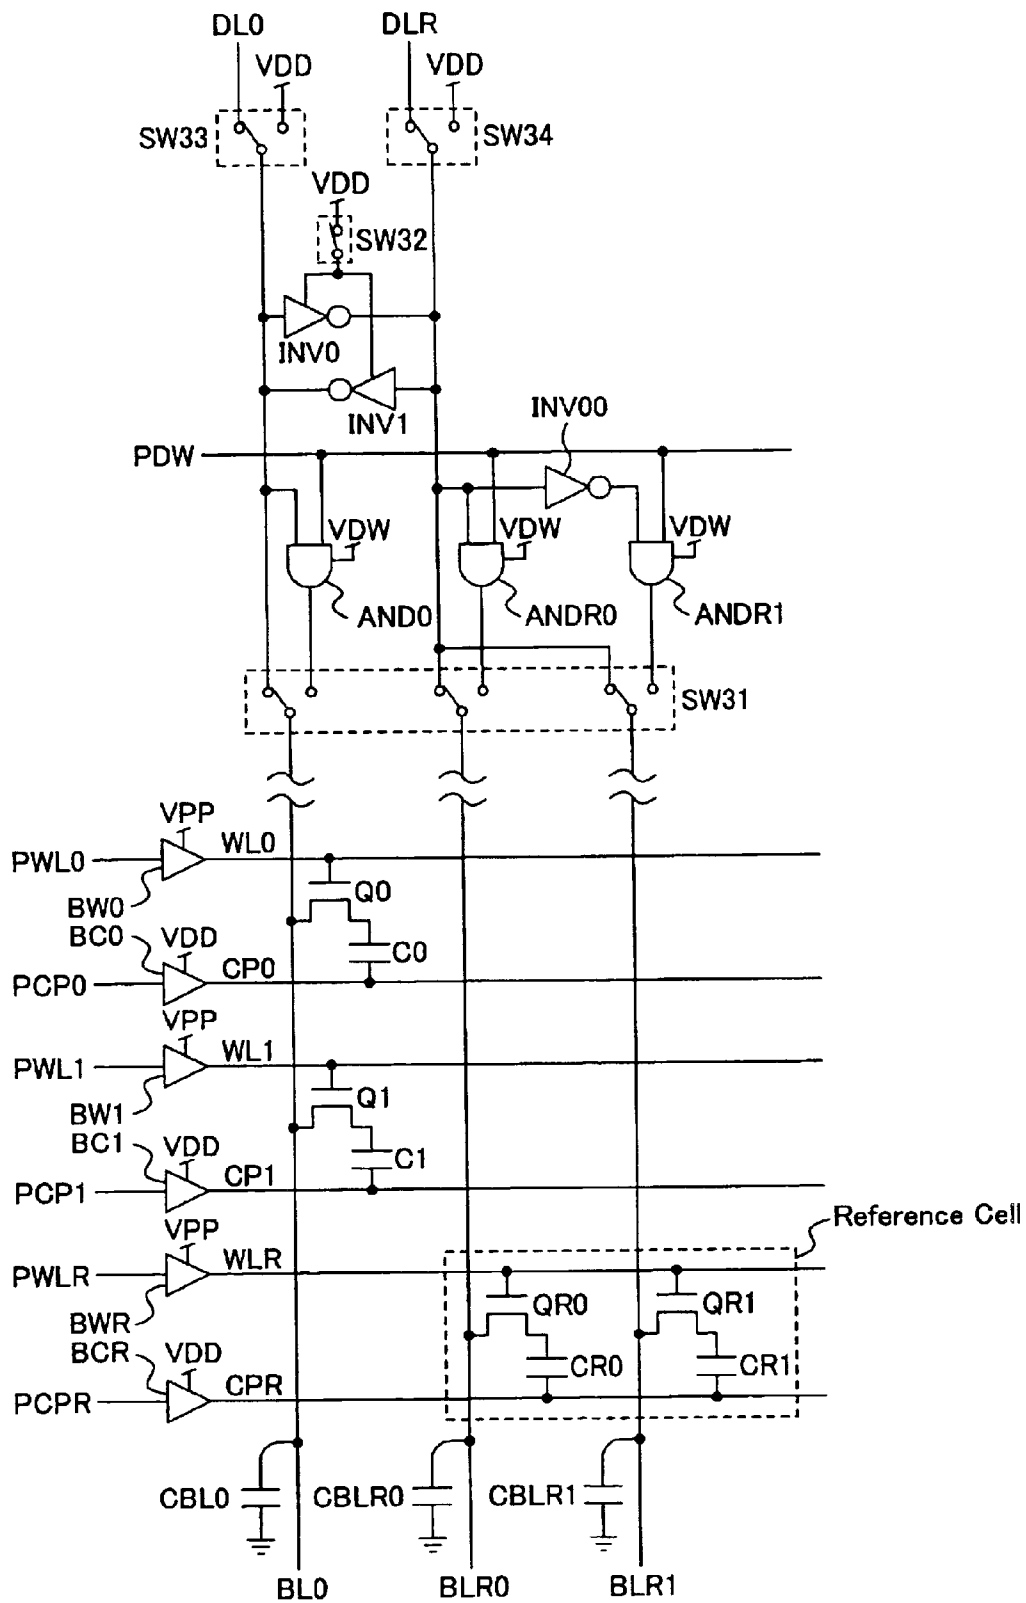 DL0
DLR
VDD
VDD
SW33
SW34
VDD
SW32
INV0
INV1
INV00
PDW
VDW
VDW
VDW
AND0
ANDR0
ANDR1
SW31
VPP
PWL0
WL0
BW0
Q0
BC0
VDD
C0
PCP0
CP0
VPP
PWL1
WL1
BW1
Q1
BC1
VDD
C1
PCP1
CP1
Reference Cell
VPP
PWLR
WLR
BWR
QR0
QR1
BCR
VDD
CR0
CR1
PCPR
CPR
CBL0
CBLR0
CBLR1
BL0
BLR0
BLR1